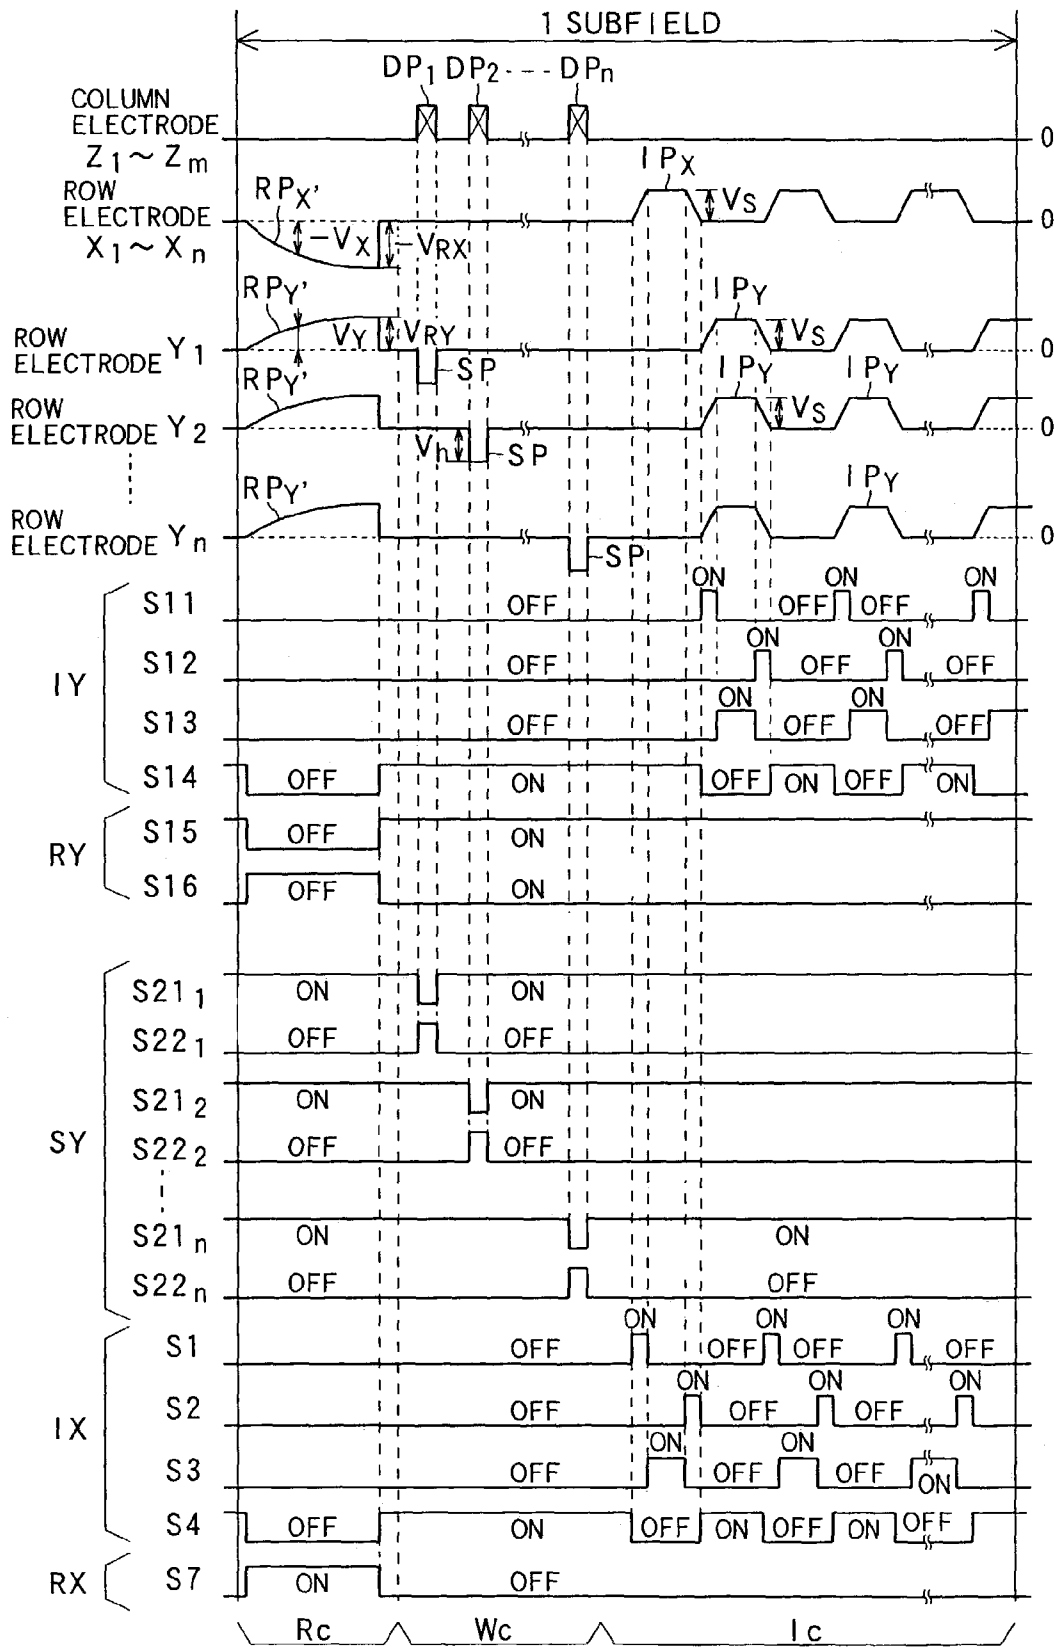 1 SUBFIELD
DP1 DP2 ---- DPn
COLUMN
ELECTRODE
Z1~Zm
0
IPX
RPX'
ROW
ELECTRODE
X1~Xn
VS
0
-VX
-VRX
RPY'
IPY
ROW
ELECTRODE Y1
VY
VRY
VS
0
SP
RPY'
IPY
IPY
ROW
ELECTRODE Y2
VS
0
Vh
SP
RPY'
IPY
ROW
ELECTRODE Yn
0
SP
IY
S11 OFF ON OFF ON OFF ON
S12 OFF ON OFF ON OFF
S13 OFF ON OFF ON OFF
S14 OFF ON OFF ON OFF ON
RY
S15 OFF ON
S16 OFF ON
SY
S211 ON ON
S221 OFF OFF
S212 ON ON
S222 OFF OFF
S21n ON ON
S22n OFF OFF
IX
S1 OFF ON OFF ON OFF ON OFF
S2 OFF ON OFF ON OFF ON
S3 OFF ON OFF ON OFF ON
S4 OFF ON OFF ON OFF ON OFF
RX
S7 ON OFF
Rc Wc Ic